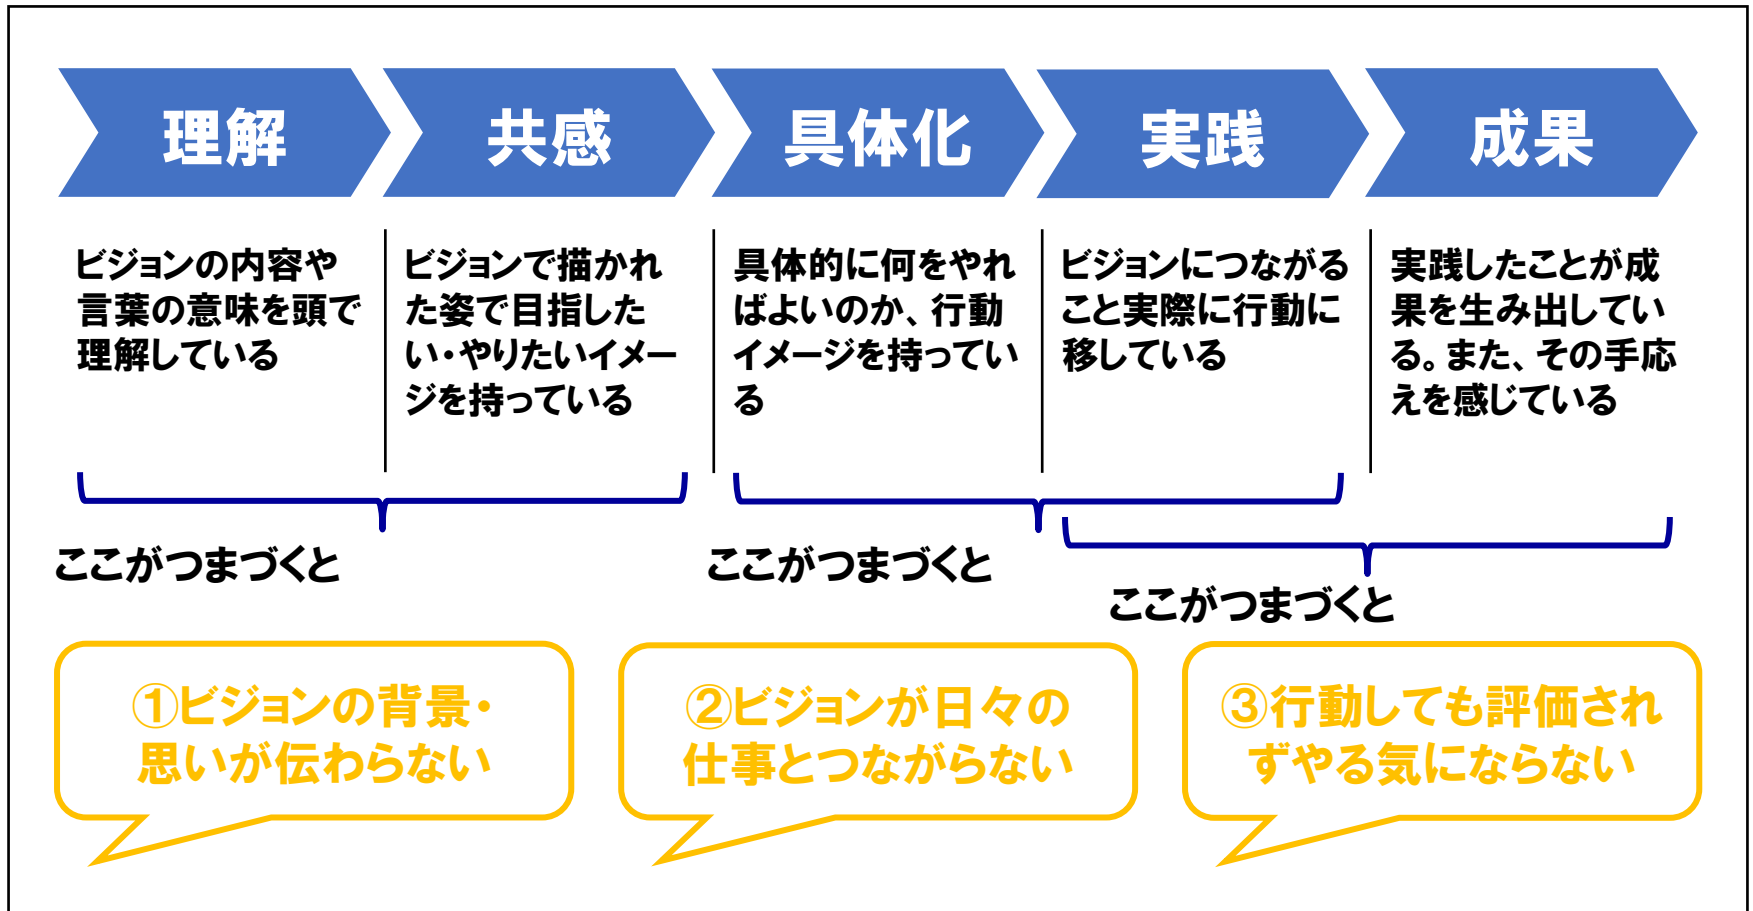 理解
共感
具体化
実践
成果
ビジョンの内容や
言葉の意味を頭で
理解している
ビジョンで描かれ
た姿で目指した
い・やりたいイメー
ジを持っている
具体的に何をやれ
ばよいのか、行動
イメージを持ってい
る
ビジョンにつながる
こと実際に行動に
移している
実践したことが成
果を生み出してい
る。また、その手応
えを感じている
ここがつまづくと
ここがつまづくと
ここがつまづくと
①ビジョンの背景・
思いが伝わらない
②ビジョンが日々の
仕事とつながらない
③行動しても評価され
ずやる気にならない